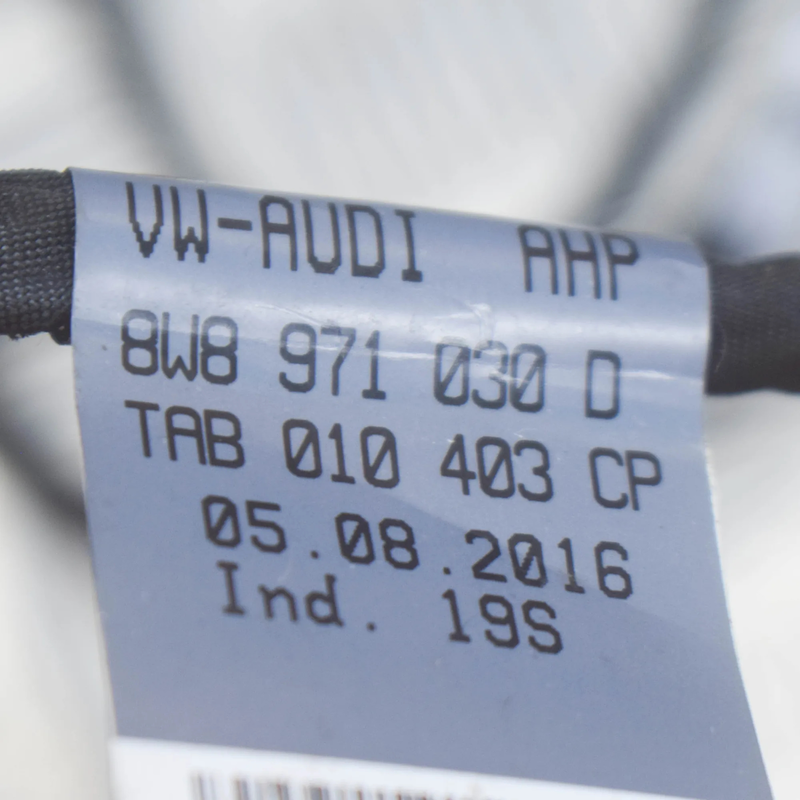 VW-AUDI AHP
8W8 971 030 D
TAB 010 403 CP
05.08.2016
Ind. 19S